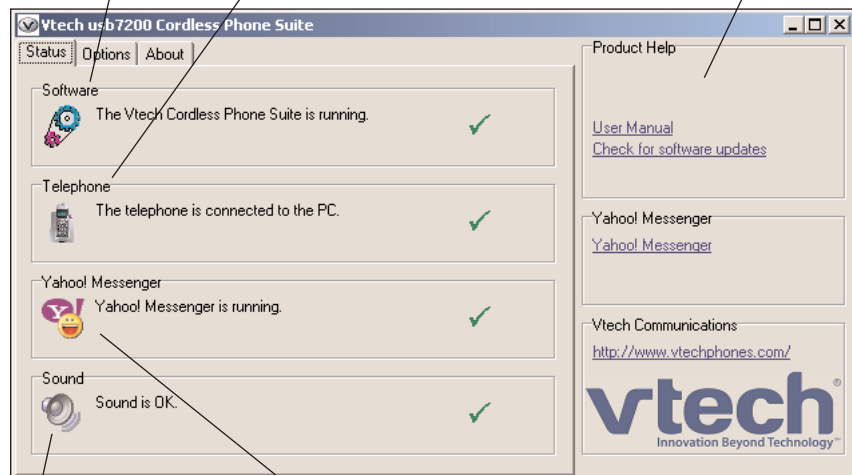 Vtech usb7200 Cordless Phone Suite
Status Options About
Software
The Vtech Cordless Phone Suite is running.
Telephone
The telephone is connected to the PC.
Yahoo! Messenger
Yahoo! Messenger is running.
Sound
Sound is OK.
Product Help
User Manual
Check for software updates
Yahoo! Messenger
Yahoo! Messenger
Vtech Communications
http://www.vtechphones.com/
vtech
Innovation Beyond Technology™